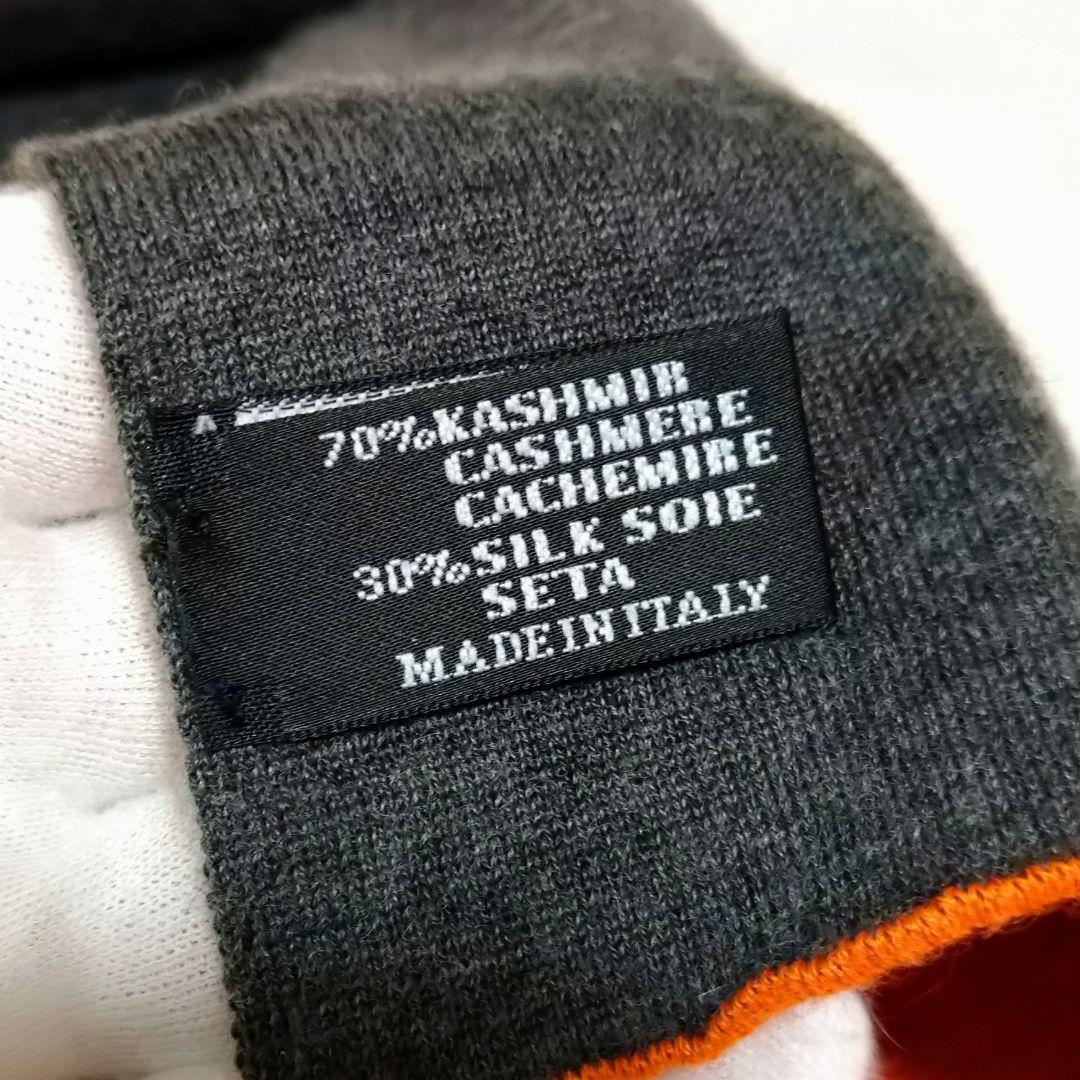 70%KASHMIR
CASHMERE
CACHEMIRE
30%SILK SOIE
SETA
MADE IN ITALY